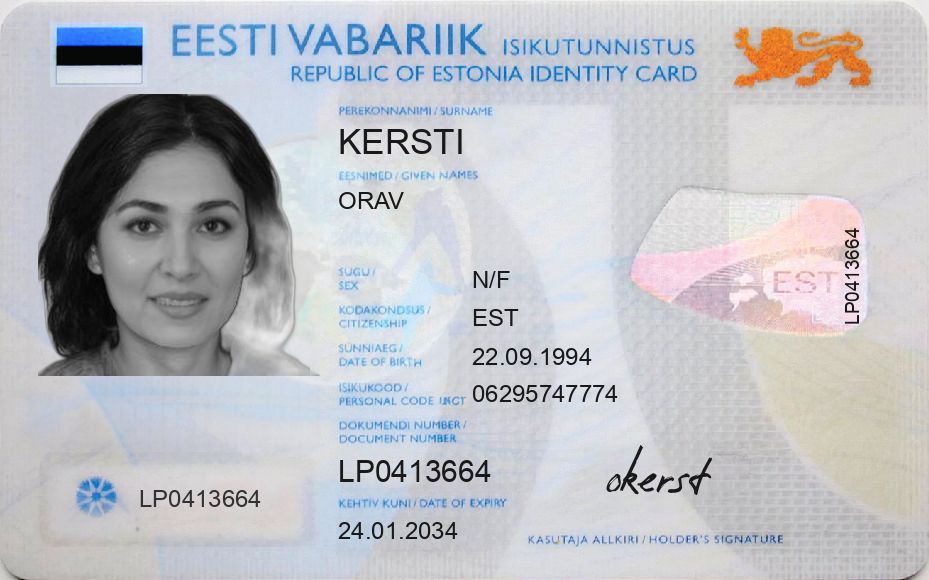 EESTI VABARIIK ISIKUTUNNISTUS
REPUBLIC OF ESTONIA IDENTITY CARD
PEREKONNANIMI / SURNAME
KERSTI
EESNIMED / GIVEN NAMES
ORAV
SUGU /
SEX
N/F
KODAKONDSUS /
CITIZENSHIP
EST
SÜNNIAEG /
DATE OF BIRTH
22.09.1994
ISIKUKOOD /
PERSONAL CODE
06295747774
DOKUMENDI NUMBER /
DOCUMENT NUMBER
LP0413664
KEHTIV KUNI / DATE OF EXPIRY
24.01.2034
LP0413664
EST
LP0413664
okerst
KASUTAJA ALLKIRI / HOLDER'S SIGNATURE